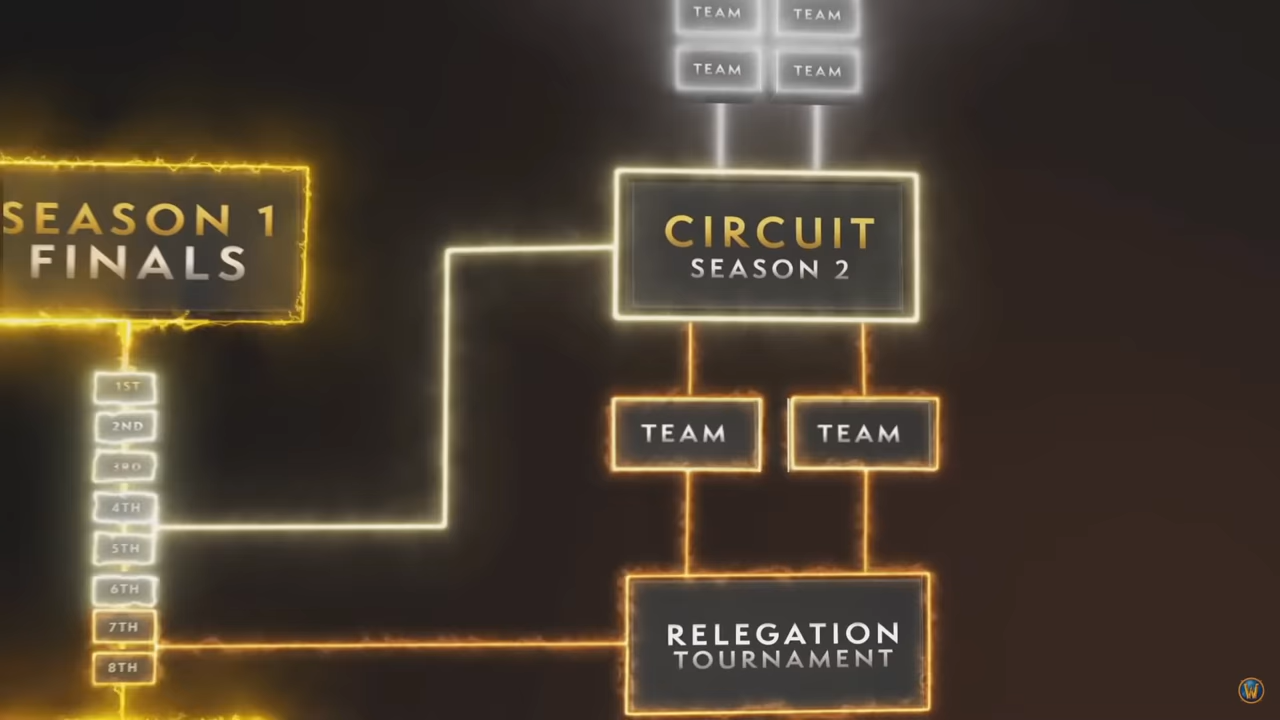 TEAM TEAM
TEAM TEAM
SEASON 1
FINALS
CIRCUIT
SEASON 2
1ST
2ND
3RD
4TH
5TH
6TH
7TH
8TH
TEAM TEAM
RELEGATION
TOURNAMENT
W